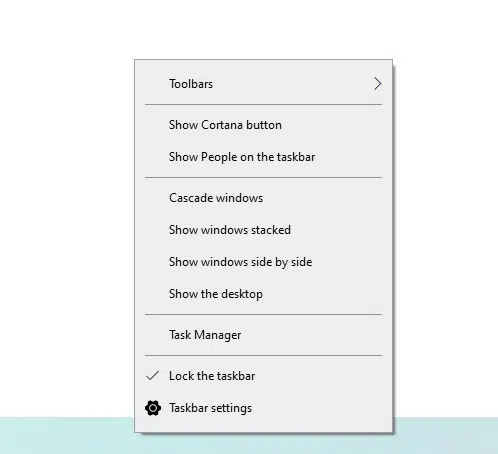 Toolbars
Show Cortana button
Show People on the taskbar
Cascade windows
Show windows stacked
Show windows side by side
Show the desktop
Task Manager
Lock the taskbar
Taskbar settings